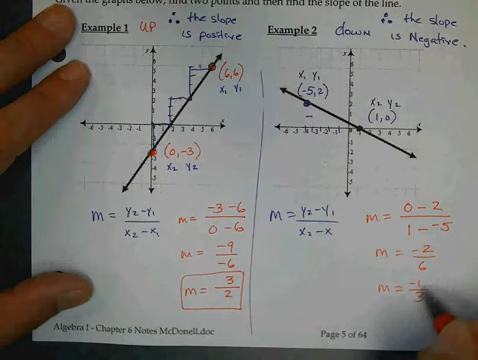 Given the graphs below, find two points and then find the slope of the line.
Example 1 UP ∴ the slope is positive
(6,6)
X₁ Y₁
(0,-3)
X₂ Y₂
m = Y₂-Y₁ / X₂-X₁
m = -3-6 / 0-6
m = -9 / -6
m = 3 / 2
Example 2 down ∴ the slope is Negative.
X₁ Y₁
(-5,2)
X₂ Y₂
(1,0)
m = Y₂-Y₁ / X₂-X
m = 0-2 / 1--5
m = -2 / 6
m = -1 / 3
Algebra I – Chapter 6 Notes McDonell.doc
Page 5 of 64